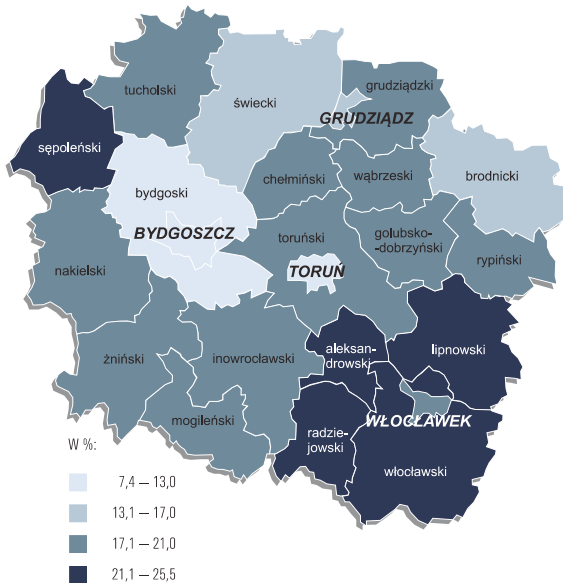 tucholski
świecki
grudziądzki
GRUDZIĄDZ
sępoleński
bydgoski
chełmiński
wąbrzeski
brodnicki
BYDGOSZCZ
toruński
golubsko-
-dobrzyński
rypiński
nakielski
TORUŃ
żniński
inowrocławski
aleksan-
drowski
lipnowski
mogileński
radzie-
jowski
WŁOCŁAWEK
włocławski
W %:
7,4 — 13,0
13,1 — 17,0
17,1 — 21,0
21,1 — 25,5